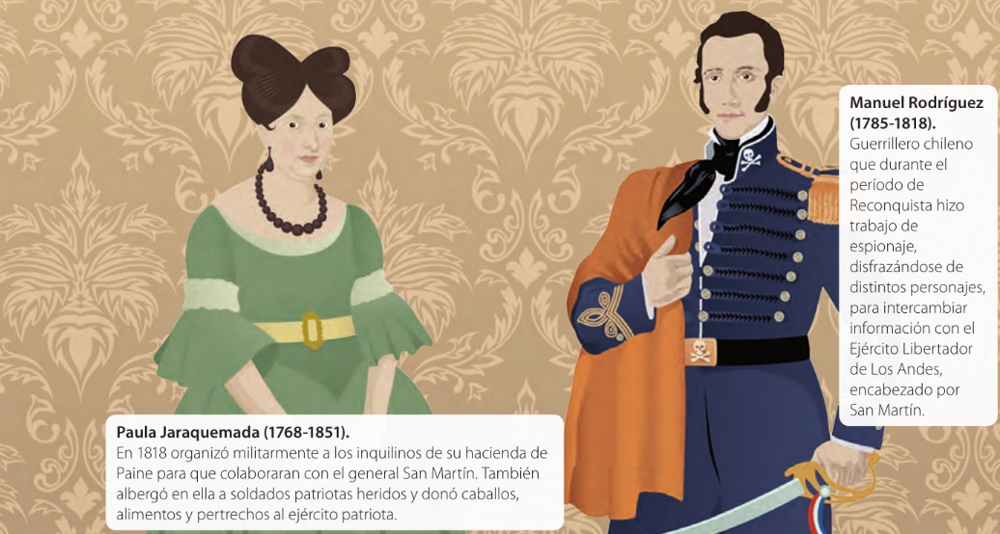 Paula Jaraquemada (1768-1851).
En 1818 organizó militarmente a los inquilinos de su hacienda de
Paine para que colaboraran con el general San Martín. También
albergó en ella a soldados patriotas heridos y donó caballos,
alimentos y pertrechos al ejército patriota.
Manuel Rodríguez
(1785-1818).
Guerrillero chileno
que durante el
período de
Reconquista hizo
trabajo de
espionaje,
disfrazándose de
distintos personajes,
para intercambiar
información con el
Ejército Libertador
de Los Andes,
encabezado por
San Martín.